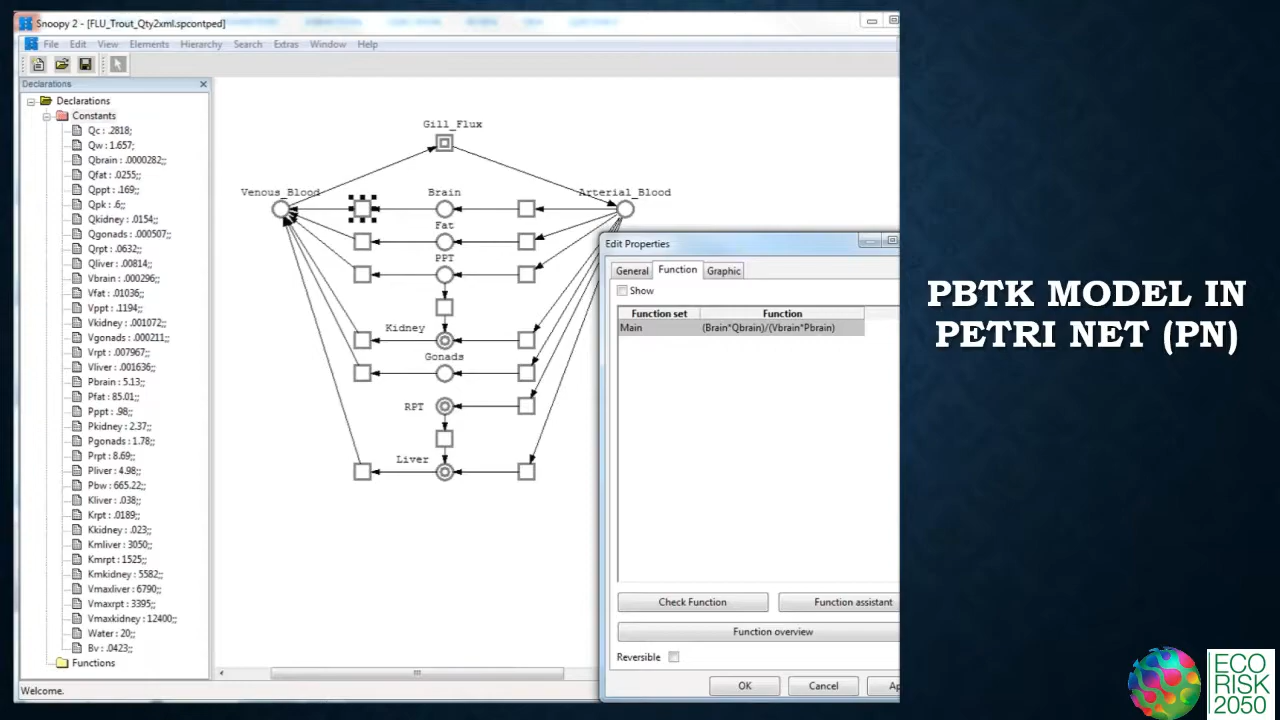 Snoopy 2 - [FLU_Trout_Qty2xml.spcontped]
File Edit View Elements Hierarchy Search Extras Window Help
Declarations
Declarations
Constants
Qc : .2818;
Qw : 1.657;
Qbrain : .0000282;;
Qfat : .0255;;
Qppt : .169;;
Qpk : .6;;
Qkidney : .0154;;
Qgonads : .000507;;
Qrpt : .0632;;
Qliver : .00814;;
Vbrain : .000296;;
Vfat : .01036;;
Vppt : .1194;;
Vkidney : .001072;;
Vgonads : .000211;;
Vrpt : .007967;;
Vliver : .001636;;
Pbrain : 5.13;;
Pfat : 85.01;;
Pppt : .98;;
Pkidney : 2.37;;
Pgonads : 1.78;;
Prpt : 8.69;;
Pliver : 4.98;;
Pbw : 665.22;;
Kliver : .038;;
Krpt : .0189;;
Kkidney : .023;;
Kmliver : 3050;;
Kmrpt : 1525;;
Kmkidney : 5582;;
Vmaxliver : 6790;;
Vmaxrpt : 3395;;
Vmaxkidney : 12400;;
Water : 20;;
Bv : .0423;;
Functions
Welcome.
Gill_Flux
Venous_Blood
Brain
Arterial_Blood
Fat
PPT
Kidney
Gonads
RPT
Liver
Edit Properties
General Function Graphic
Show
Function set Function
Main (Brain*Qbrain)/(Vbrain*Pbrain)
Check Function Function assistant
Function overview
Reversible
OK Cancel Ap
PBTK MODEL IN
PETRI NET (PN)
ECO
RISK
2050